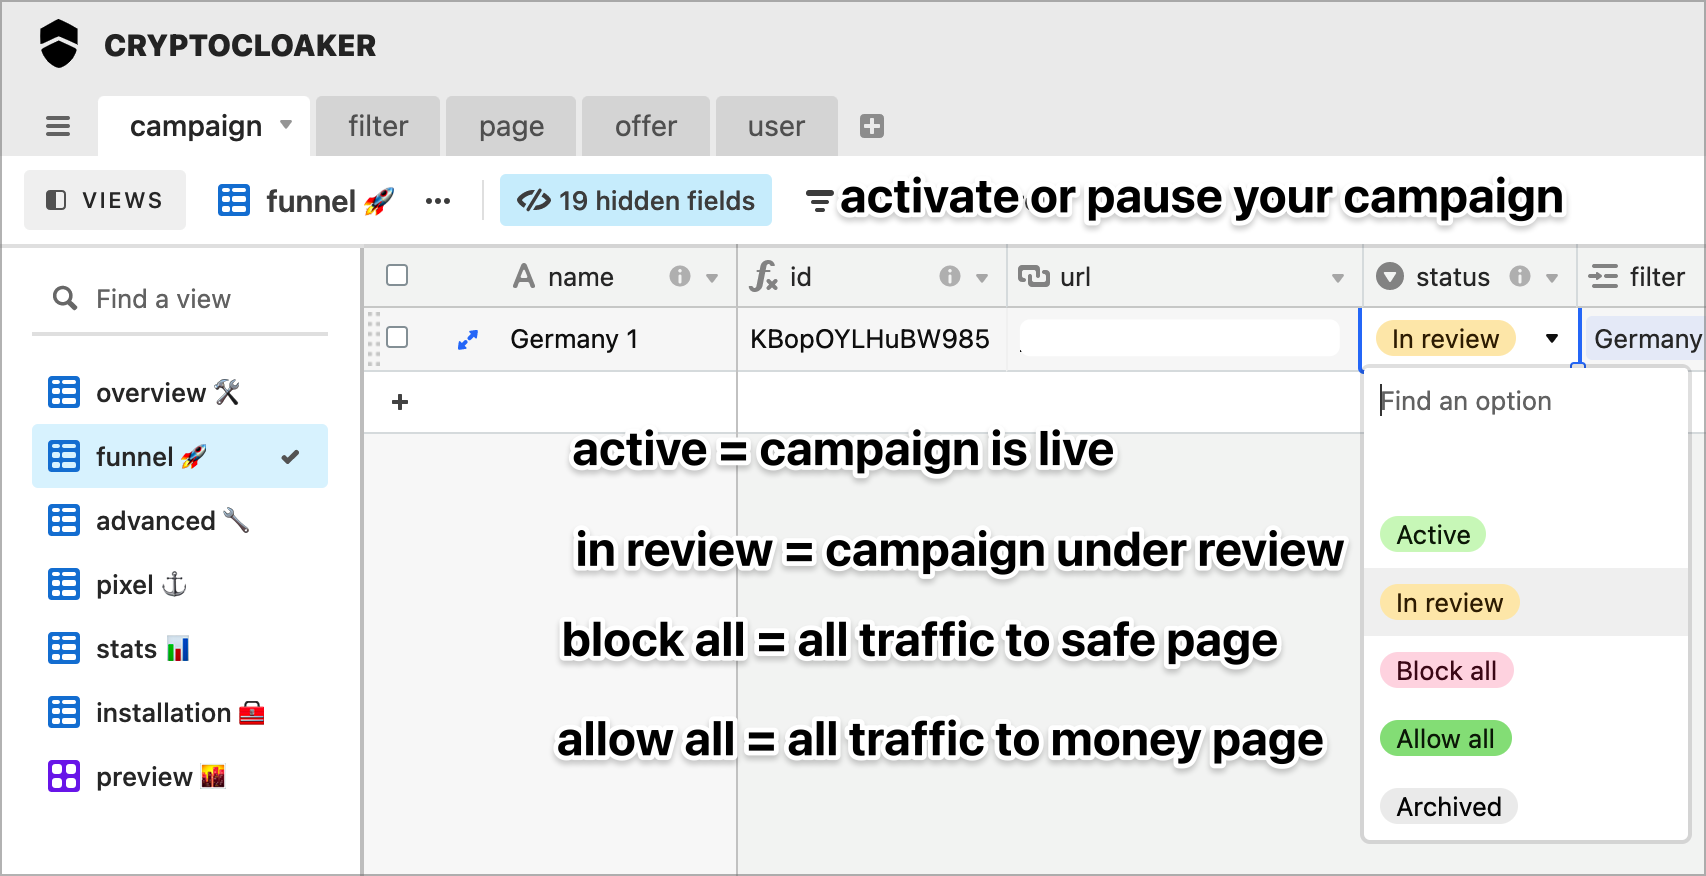 CRYPTOCLOAKER
campaign filter page offer user
VIEWS funnel 🚀 ... 19 hidden fields activate or pause your campaign
Find a view
name id url status filter
Germany 1 KBopOYLHuBW985 In review Germany
overview 🛠
funnel 🚀
advanced 🔧
pixel ⚓
stats 📊
installation 🧰
preview 🌇
+
active = campaign is live
in review = campaign under review
block all = all traffic to safe page
allow all = all traffic to money page
Find an option
Active
In review
Block all
Allow all
Archived